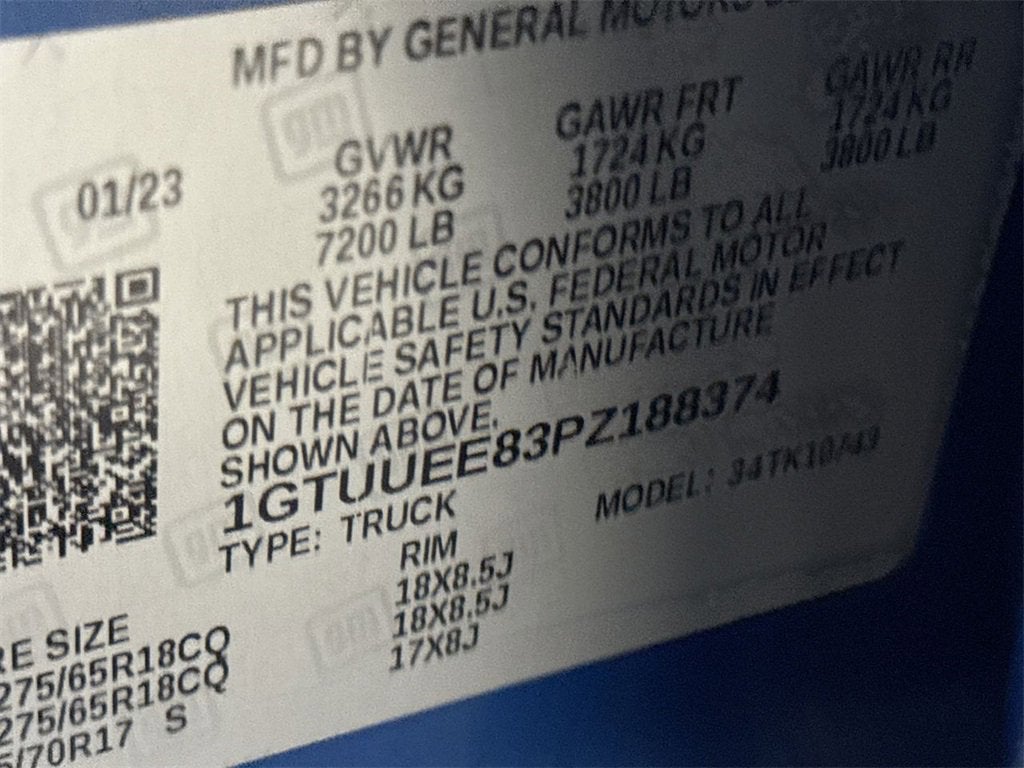 MFD BY GENERAL MOTORS
GVWR GAWR FRT GAWR RR
01/23 3266 KG 1724 KG 1724 KG
7200 LB 3800 LB 3800 LB
THIS VEHICLE CONFORMS TO ALL
APPLICABLE U.S. FEDERAL MOTOR
VEHICLE SAFETY STANDARDS IN EFFECT
ON THE DATE OF MANUFACTURE
SHOWN ABOVE.
1GTUUEE83PZ188374
TYPE: TRUCK MODEL: 34TK10743
RE SIZE RIM
275/65R18CQ 18X8.5J
275/65R18CQ 18X8.5J
5/70R17 S 17X8J